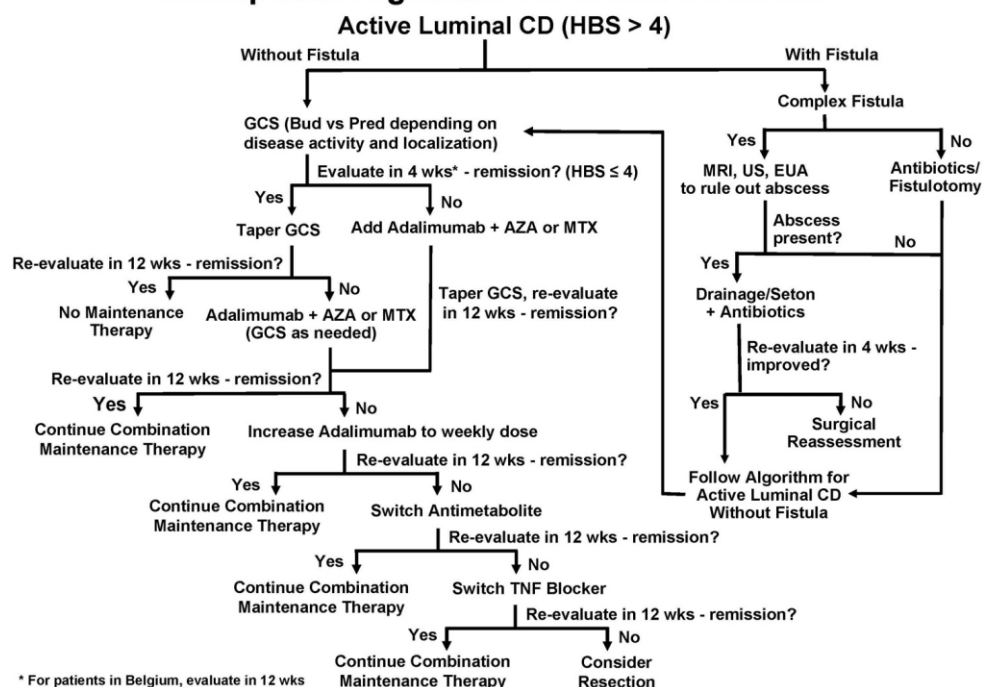 Active Luminal CD (HBS > 4)
Without Fistula
With Fistula
GCS (Bud vs Pred depending on
disease activity and localization)
Evaluate in 4 wks* - remission? (HBS ≤ 4)
Yes
No
Taper GCS
Add Adalimumab + AZA or MTX
Re-evaluate in 12 wks - remission?
Yes
No
No Maintenance
Therapy
Adalimumab + AZA or MTX
(GCS as needed)
Taper GCS, re-evaluate
in 12 wks - remission?
Re-evaluate in 12 wks - remission?
Yes
No
Continue Combination
Maintenance Therapy
Increase Adalimumab to weekly dose
Re-evaluate in 12 wks - remission?
Yes
No
Continue Combination
Maintenance Therapy
Switch Antimetabolite
Re-evaluate in 12 wks - remission?
Yes
No
Continue Combination
Maintenance Therapy
Switch TNF Blocker
Re-evaluate in 12 wks - remission?
Yes
No
Continue Combination
Maintenance Therapy
Consider
Resection
Complex Fistula
Yes
No
MRI, US, EUA
to rule out abscess
Antibiotics/
Fistulotomy
Abscess
present?
No
Yes
Drainage/Seton
+ Antibiotics
Re-evaluate in 4 wks -
improved?
Yes
No
Surgical
Reassessment
Follow Algorithm for
Active Luminal CD
Without Fistula
* For patients in Belgium, evaluate in 12 wks